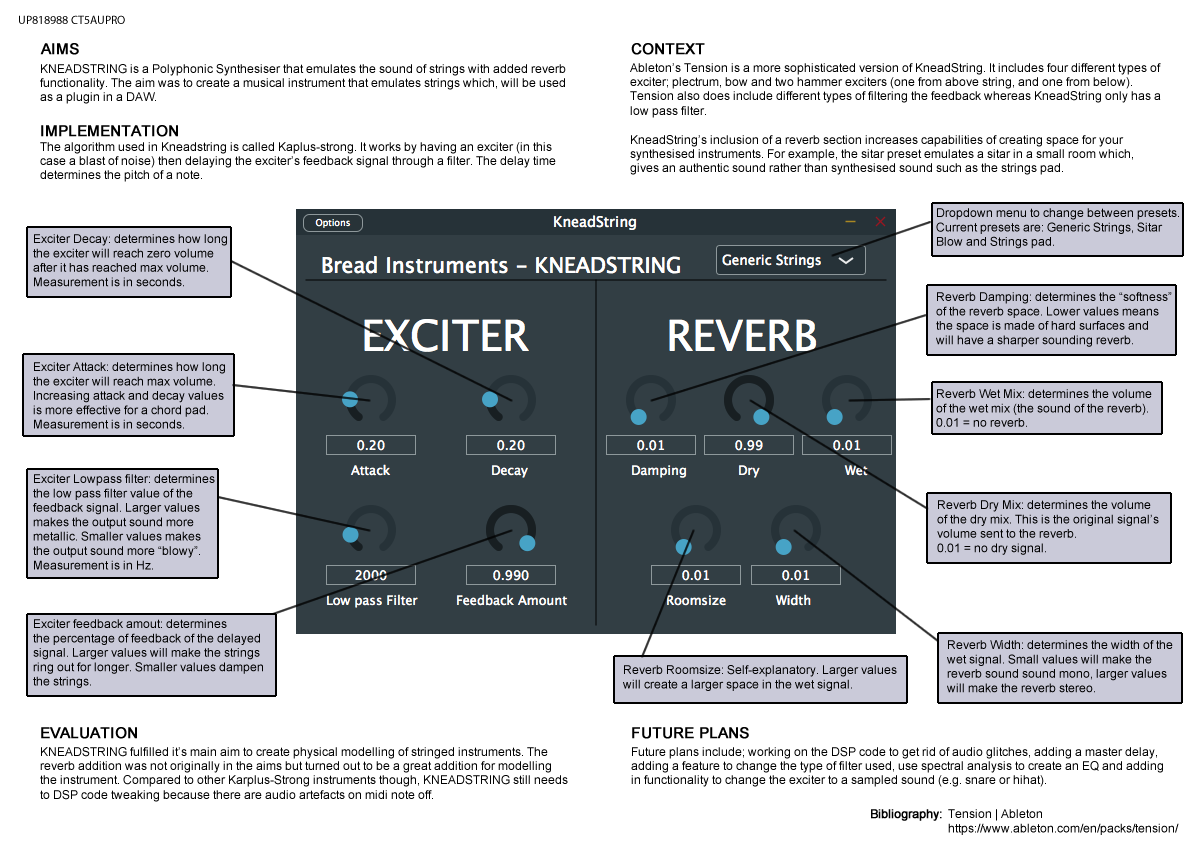 UP818988 CT5AUPRO
AIMS
KNEADSTRING is a Polyphonic Synthesiser that emulates the sound of strings with added reverb
functionality. The aim was to create a musical instrument that emulates strings which, will be used
as a plugin in a DAW.
IMPLEMENTATION
The algorithm used in Kneadstring is called Kaplus-strong. It works by having an exciter (in this
case a blast of noise) then delaying the exciter's feedback signal through a filter. The delay time
determines the pitch of a note.
CONTEXT
Ableton's Tension is a more sophisticated version of KneadString. It includes four different types of
exciter; plectrum, bow and two hammer exciters (one from above string, and one from below).
Tension also does include different types of filtering the feedback whereas KneadString only has a
low pass filter.
KneadString's inclusion of a reverb section increases capabilities of creating space for your
synthesised instruments. For example, the sitar preset emulates a sitar in a small room which,
gives an authentic sound rather than synthesised sound such as the strings pad.
Exciter Decay: determines how long
the exciter will reach zero volume
after it has reached max volume.
Measurement is in seconds.
Exciter Attack: determines how long
the exciter will reach max volume.
Increasing attack and decay values
is more effective for a chord pad.
Measurement is in seconds.
Exciter Lowpass filter: determines
the low pass filter value of the
feedback signal. Larger values
makes the output sound more
metallic. Smaller values makes
the output sound more "blowy".
Measurement is in Hz.
Exciter feedback amout: determines
the percentage of feedback of the delayed
signal. Larger values will make the strings
ring out for longer. Smaller values dampen
the strings.
Options
KneadString
Bread Instruments - KNEADSTRING
Generic Strings
EXCITER
REVERB
0.20
0.20
0.01
0.99
0.01
Attack
Decay
Damping
Dry
Wet
2000
0.990
0.01
0.01
Low pass Filter
Feedback Amount
Roomsize
Width
Dropdown menu to change between presets.
Current presets are: Generic Strings, Sitar
Blow and Strings pad.
Reverb Damping: determines the "softness"
of the reverb space. Lower values means
the space is made of hard surfaces and
will have a sharper sounding reverb.
Reverb Wet Mix: determines the volume
of the wet mix (the sound of the reverb).
0.01 = no reverb.
Reverb Dry Mix: determines the volume
of the dry mix. This is the original signal's
volume sent to the reverb.
0.01 = no dry signal.
Reverb Width: determines the width of the
wet signal. Small values will make the
reverb sound sound mono, larger values
will make the reverb stereo.
Reverb Roomsize: Self-explanatory. Larger values
will create a larger space in the wet signal.
EVALUATION
KNEADSTRING fulfilled it's main aim to create physical modelling of stringed instruments. The
reverb addition was not originally in the aims but turned out to be a great addition for modelling
the instrument. Compared to other Karplus-Strong instruments though, KNEADSTRING still needs
to DSP code tweaking because there are audio artefacts on midi note off.
FUTURE PLANS
Future plans include; working on the DSP code to get rid of audio glitches, adding a master delay,
adding a feature to change the type of filter used, use spectral analysis to create an EQ and adding
in functionality to change the exciter to a sampled sound (e.g. snare or hihat).
Bibliography: Tension | Ableton
https://www.ableton.com/en/packs/tension/